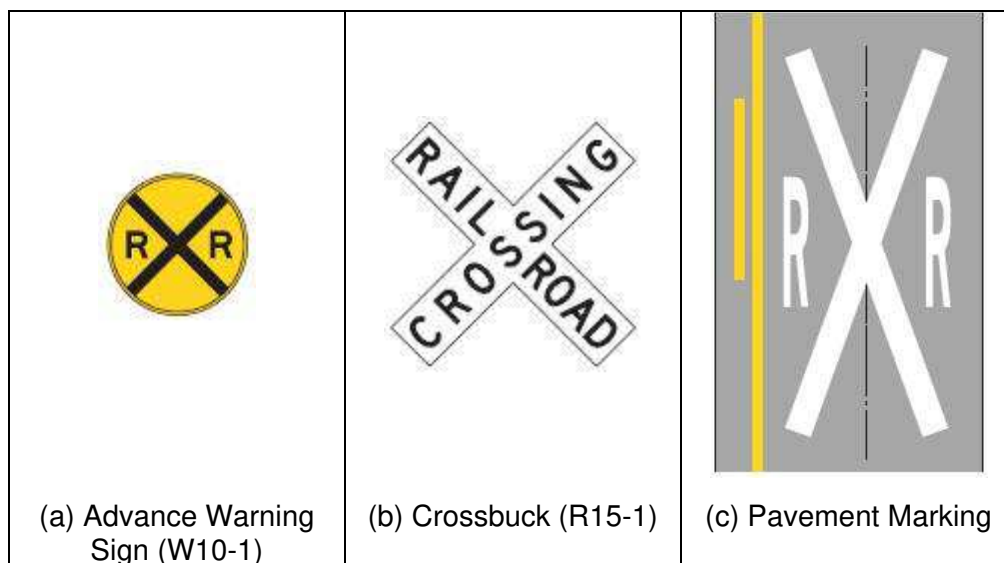 R R
RAILROAD
CROSSING
R R
(a) Advance Warning
Sign (W10-1)
(b) Crossbuck (R15-1)
(c) Pavement Marking